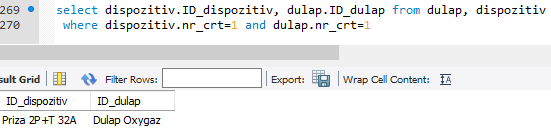 269 select dispozitiv.ID_dispozitiv, dulap.ID_dulap from dulap, dispozitiv
270 where dispozitiv.nr_crt=1 and dulap.nr_crt=1
sult Grid Filter Rows: Export: Wrap Cell Content:
ID_dispozitiv ID_dulap
Priza 2P+T 32A Dulap Oxygaz